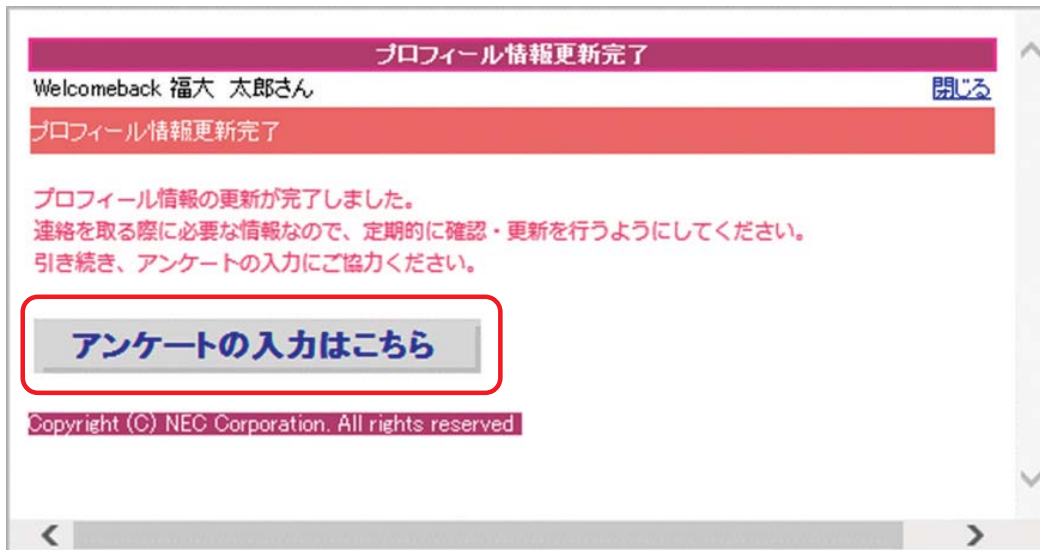 プロフィール情報更新完了
Welcomeback 福大　太郎さん 閉じる
プロフィール情報更新完了
プロフィール情報の更新が完了しました。
連絡を取る際に必要な情報なので、定期的に確認・更新を行うようにしてください。
引き続き、アンケートの入力にご協力ください。
アンケートの入力はこちら
Copyright (C) NEC Corporation. All rights reserved